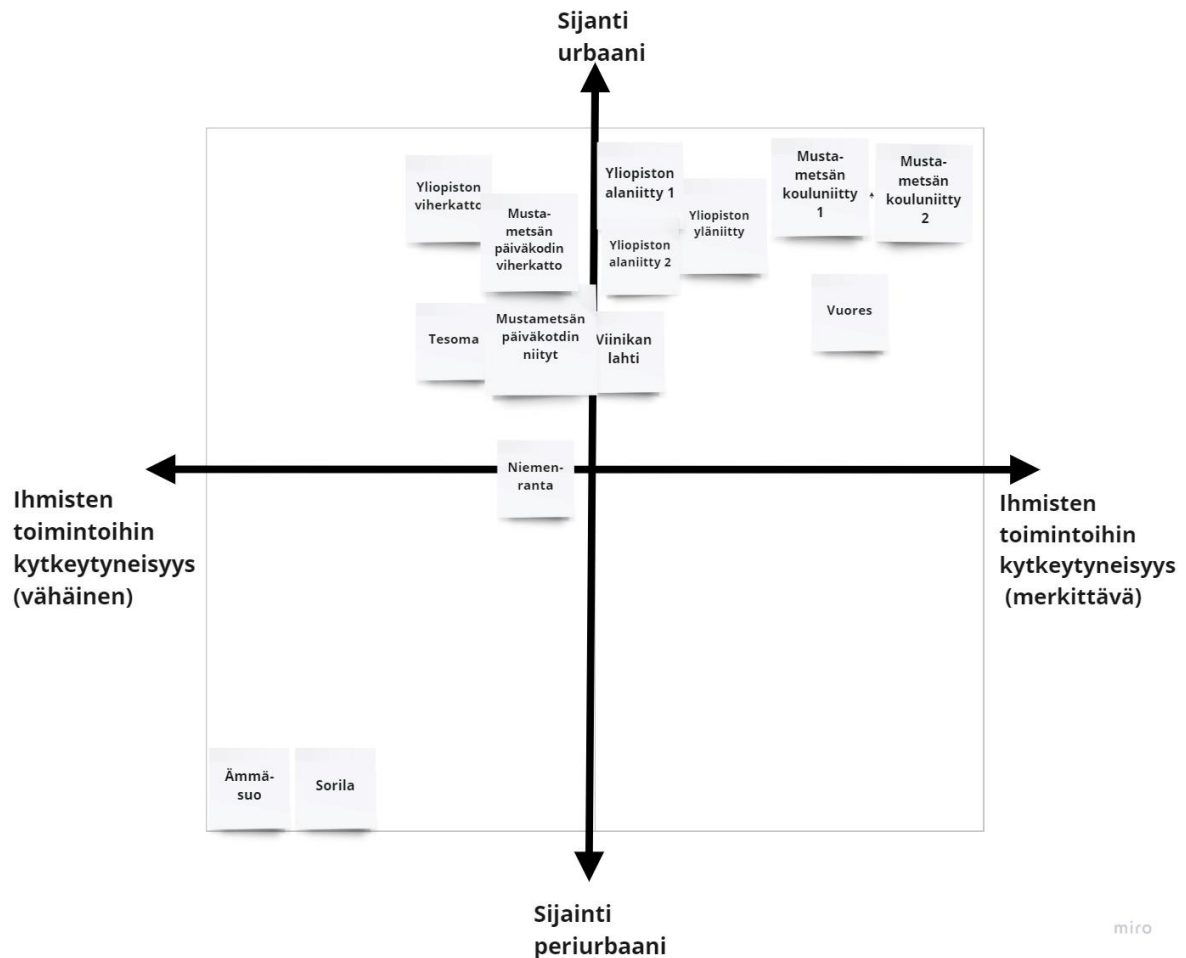 Sijanti
urbaani
Yliopiston
viherkatto
Musta-
metsän
päiväkodin
viherkatto
Yliopiston
alaniitty 1
Yliopiston
alaniitty 2
Yliopiston
yläniitty
Musta-
metsän
kouluniitty
1
Musta-
metsän
kouluniitty
2
Tesoma
Mustametsän
päiväkotdin
niityt
Viinikan
lahti
Vuores
Niemen-
ranta
Ihmisten
toimintoihin
kytkeytyneisyys
(vähäinen)
Ihmisten
toimintoihin
kytkeytyneisyys
(merkittävä)
Ämmä-
suo
Sorila
Sijainti
periurbaani
miro